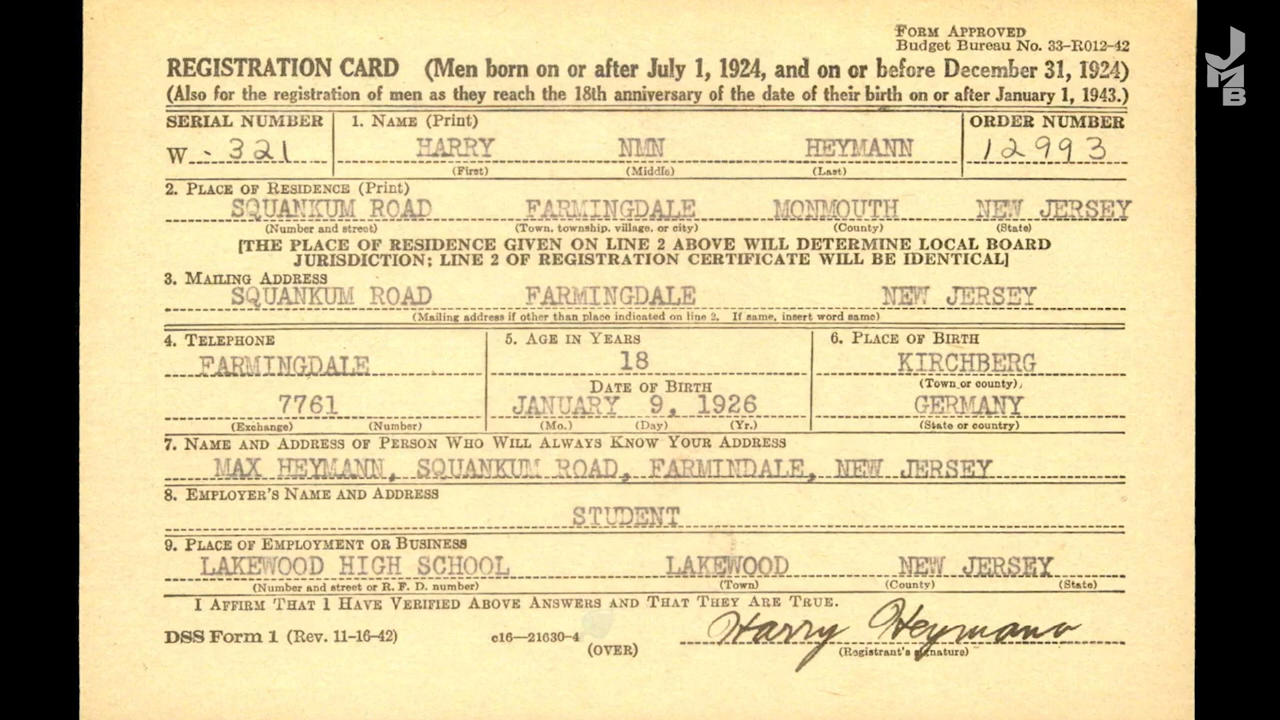 FORM APPROVED
Budget Bureau No. 33–R012–42
JMB
REGISTRATION CARD (Men born on or after July 1, 1924, and on or before December 31, 1924)
(Also for the registration of men as they reach the 18th anniversary of the date of their birth on or after January 1, 1943.)
SERIAL NUMBER 1. NAME (Print) ORDER NUMBER
W - 321 HARRY NMN HEYMANN 12993
(First) (Middle) (Last)
2. PLACE OF RESIDENCE (Print)
SQUANKUM ROAD FARMINGDALE MONMOUTH NEW JERSEY
(Number and street) (Town, township, village, or city) (County) (State)
[THE PLACE OF RESIDENCE GIVEN ON LINE 2 ABOVE WILL DETERMINE LOCAL BOARD
JURISDICTION; LINE 2 OF REGISTRATION CERTIFICATE WILL BE IDENTICAL]
3. MAILING ADDRESS
SQUANKUM ROAD FARMINGDALE NEW JERSEY
(Mailing address if other than place indicated on line 2. If same, insert word same)
4. TELEPHONE 5. AGE IN YEARS 6. PLACE OF BIRTH
FARMINGDALE 18 KIRCHBERG
DATE OF BIRTH (Town or county)
7761 JANUARY 9, 1926 GERMANY
(Exchange) (Number) (Mo.) (Day) (Yr.) (State or country)
7. NAME AND ADDRESS OF PERSON WHO WILL ALWAYS KNOW YOUR ADDRESS
MAX HEYMANN, SQUANKUM ROAD, FARMINDALE, NEW JERSEY
8. EMPLOYER'S NAME AND ADDRESS
STUDENT
9. PLACE OF EMPLOYMENT OR BUSINESS
LAKEWOOD HIGH SCHOOL LAKEWOOD NEW JERSEY
(Number and street or R. F. D. number) (Town) (County) (State)
I AFFIRM THAT I HAVE VERIFIED ABOVE ANSWERS AND THAT THEY ARE TRUE.
Harry Heymann
DSS Form 1 (Rev. 11-16-42) c16—21630-4 (OVER) (Registrant's signature)